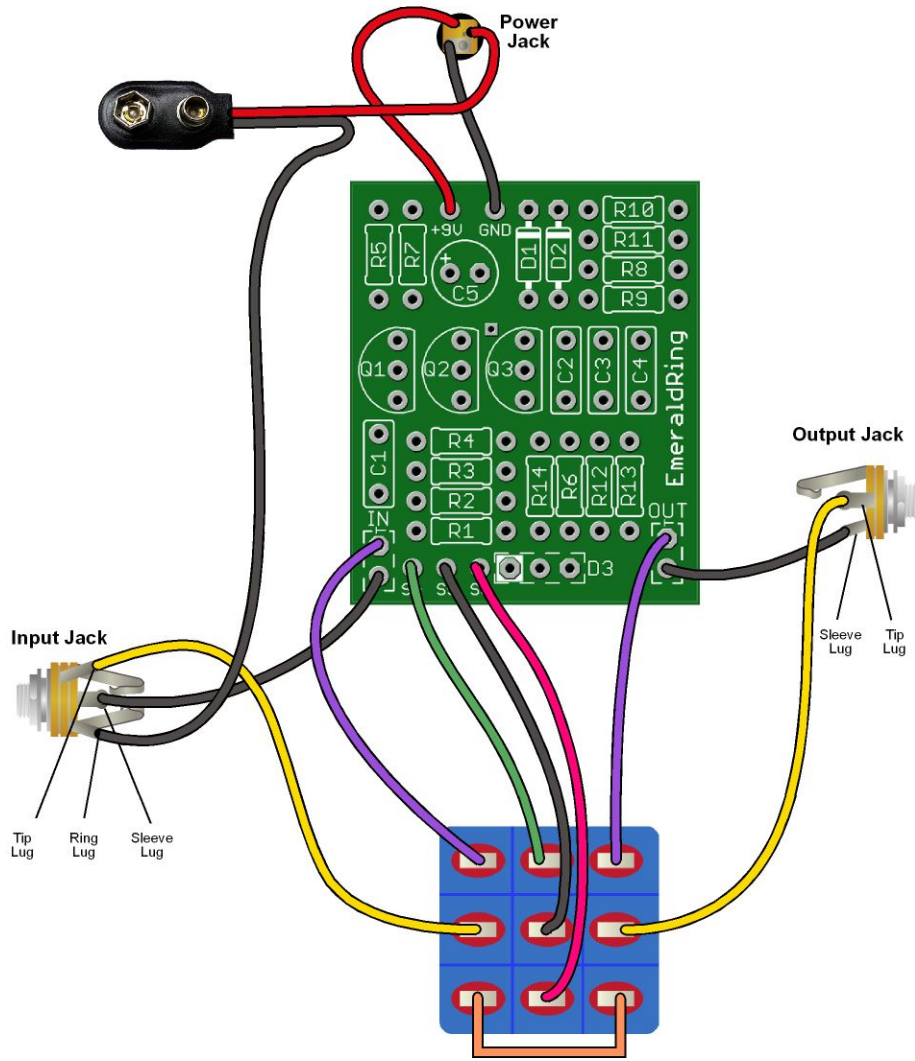 Power
Jack
+9V
GND
R5
R7
+
C5
D1
D2
R10
R11
R8
R9
Q1
Q2
Q3
C2
C3
C4
EmeraldRing
C1
R4
R3
R2
R1
R14
R6
R12
R13
IN
OUT
S
S
S
D3
Output Jack
Sleeve
Lug
Tip
Lug
Input Jack
Tip
Lug
Ring
Lug
Sleeve
Lug